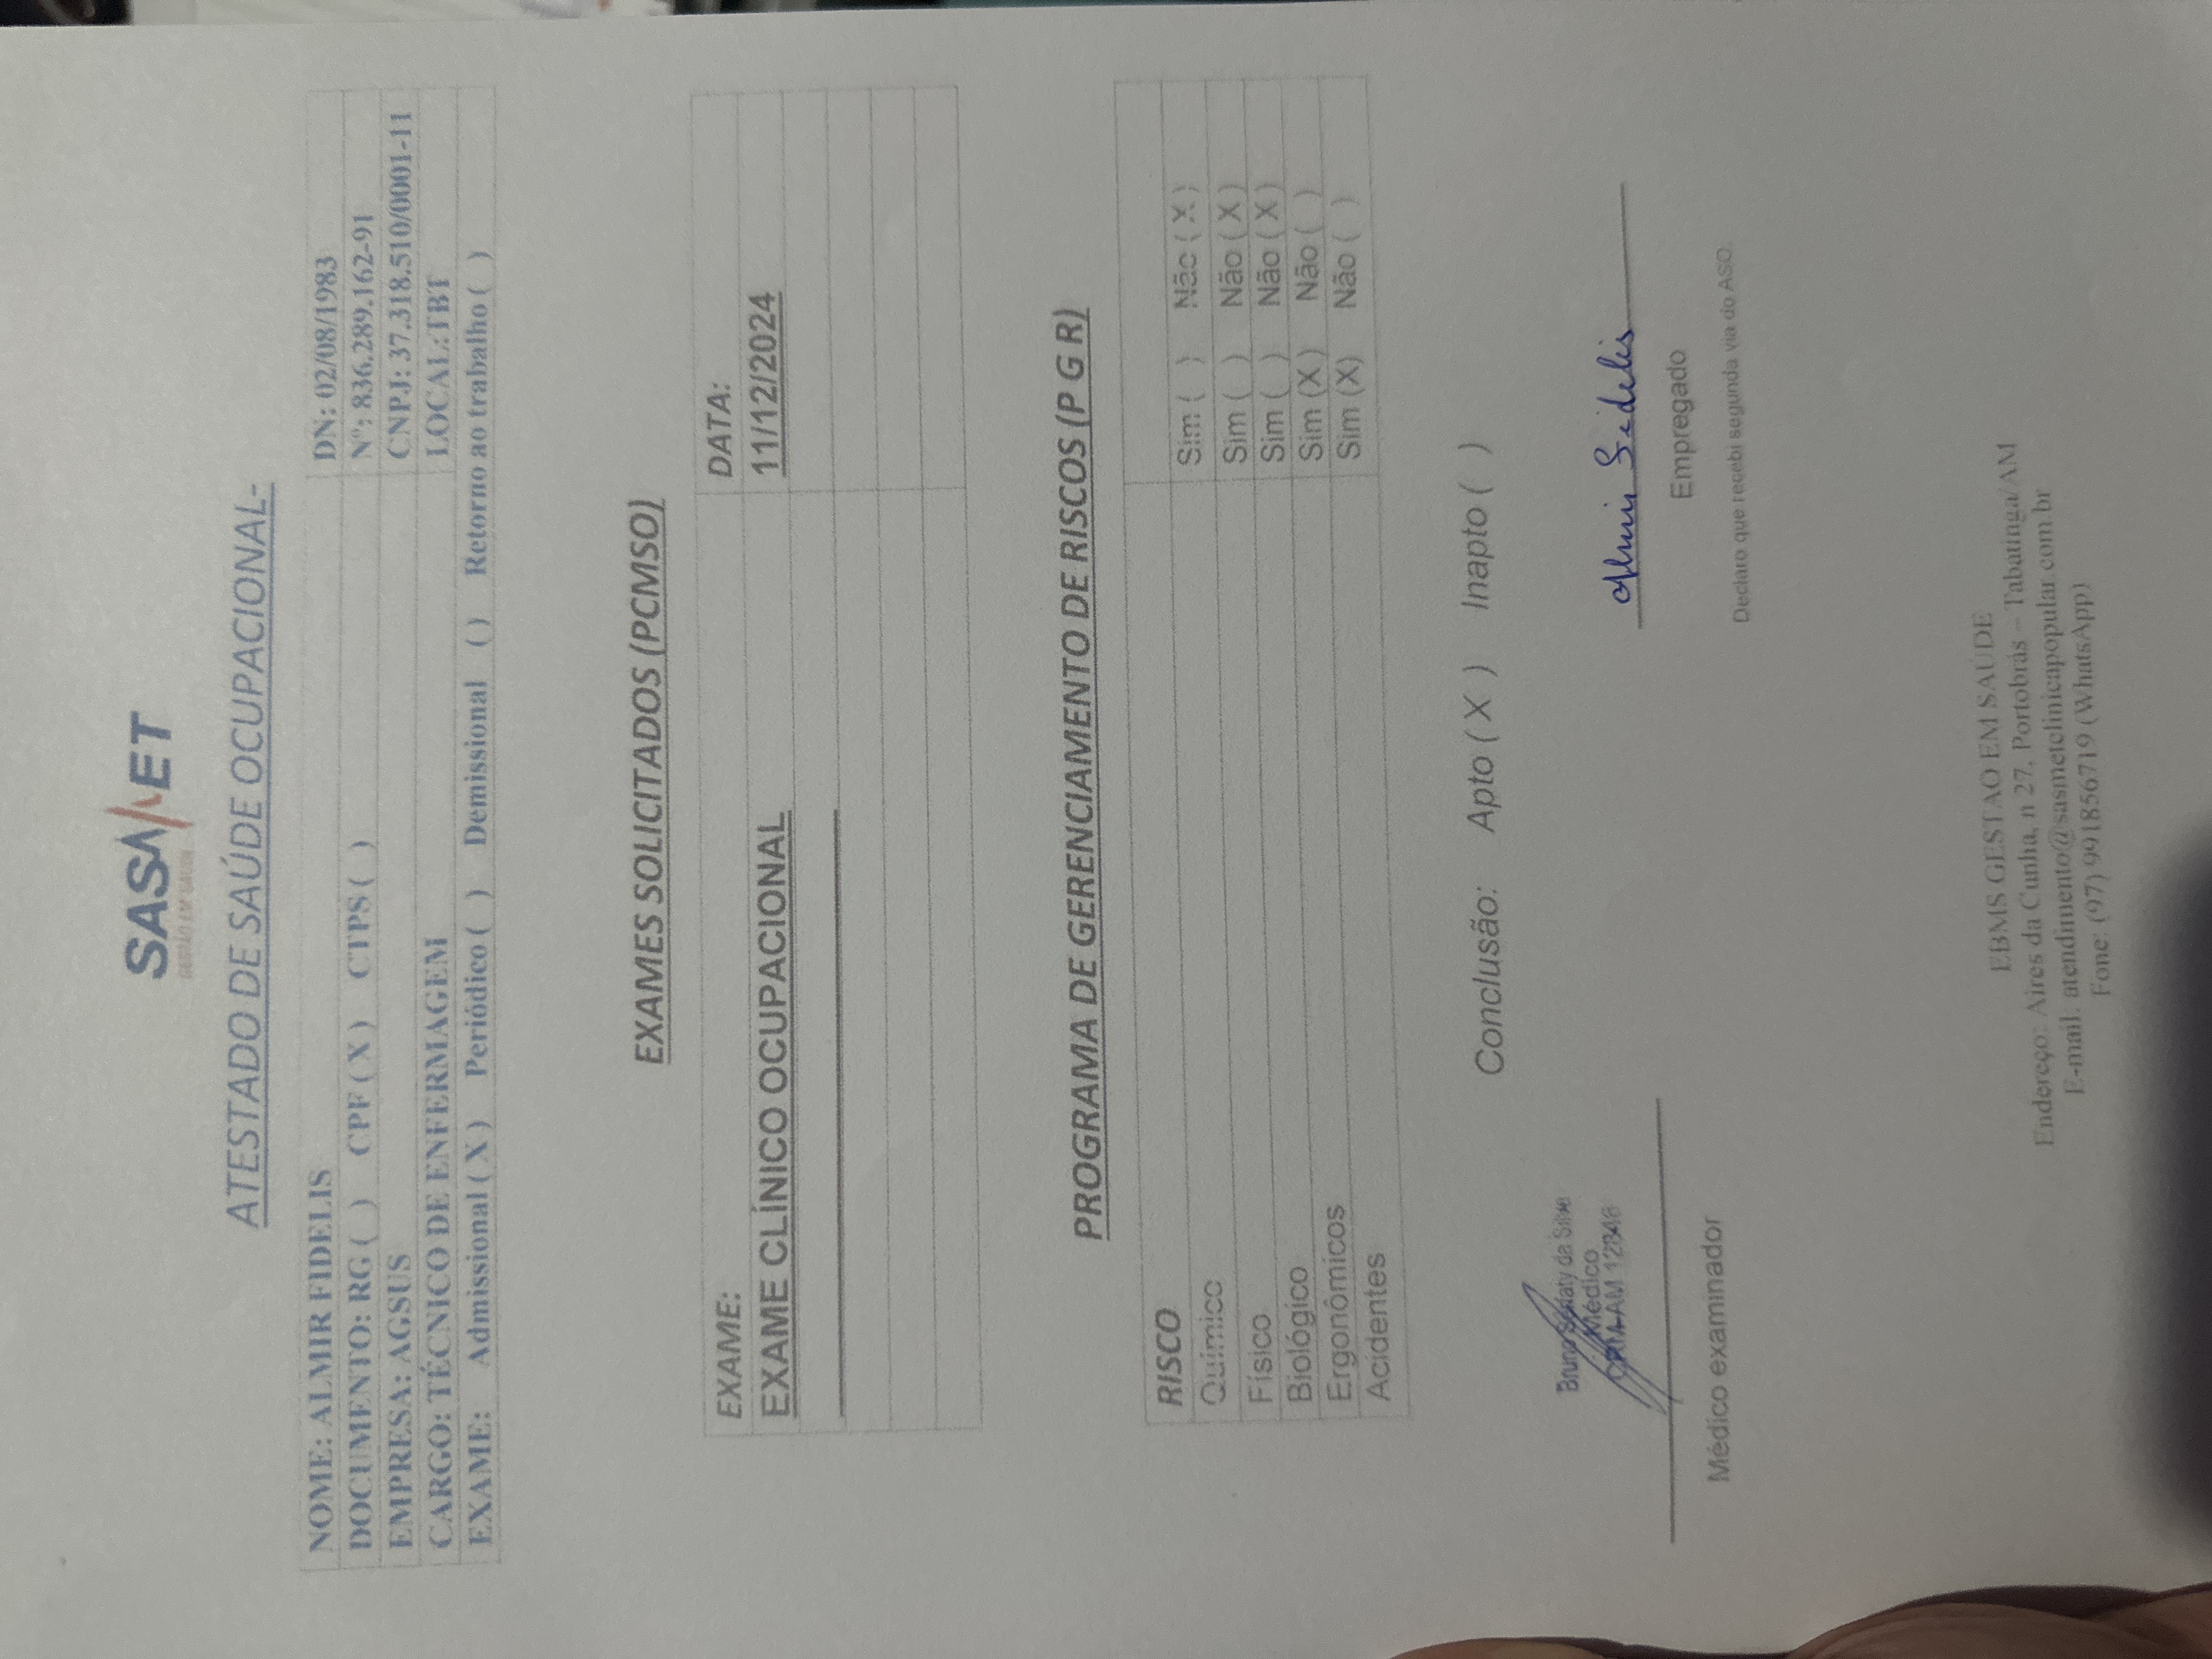 SASMET
GESTÃO EM SAÚDE
ATESTADO DE SAÚDE OCUPACIONAL-
NOME: ALMIR FIDELIS DN: 02/08/1983
DOCUMENTO: RG ( ) CPF ( X ) CTPS ( ) Nº: 836.289.162-91
EMPRESA: AGSUS CNPJ: 37.318.510/0001-11
CARGO: TÉCNICO DE ENFERMAGEM LOCAL:TBT
EXAME: Admissional ( X ) Periódico ( ) Demissional ( ) Retorno ao trabalho ( )
EXAMES SOLICITADOS (PCMSO)
EXAME: DATA:
EXAME CLÍNICO OCUPACIONAL 11/12/2024
PROGRAMA DE GERENCIAMENTO DE RISCOS (P G R)
RISCO
Químico Sim ( ) Não ( X )
Físico Sim ( ) Não ( X )
Biológico Sim ( ) Não ( X )
Ergonômicos Sim (X ) Não ( )
Acidentes Sim (X) Não ( )
Conclusão: Apto ( X ) Inapto ( )
Bruno da Silva
Médico
CRM-AM 12846
Médico examinador
Almir Fidelis
Empregado
Declaro que recebi segunda via do ASO.
EBMS GESTAO EM SAÚDE
Endereço: Aires da Cunha, n 27, Portobrás – Tabatinga/AM
E-mail: atendimento@sasmetclinicapopular.com.br
Fone: (97) 991856719 (WhatsApp)